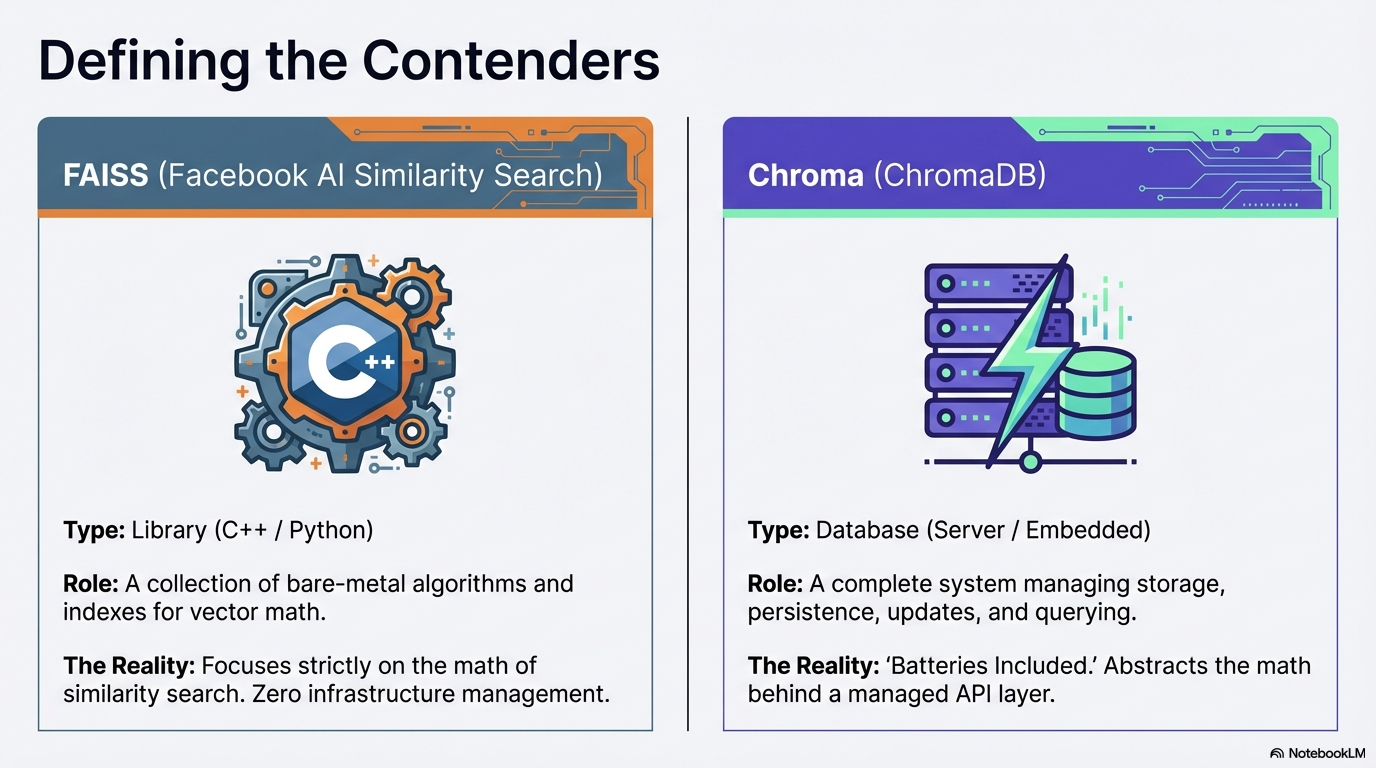 Defining the Contenders
FAISS (Facebook AI Similarity Search)
C++
Type: Library (C++ / Python)
Role: A collection of bare-metal algorithms and
indexes for vector math.
The Reality: Focuses strictly on the math of
similarity search. Zero infrastructure management.
Chroma (ChromaDB)
Type: Database (Server / Embedded)
Role: A complete system managing storage,
persistence, updates, and querying.
The Reality: ‘Batteries Included.’ Abstracts the math
behind a managed API layer.
NotebookLM